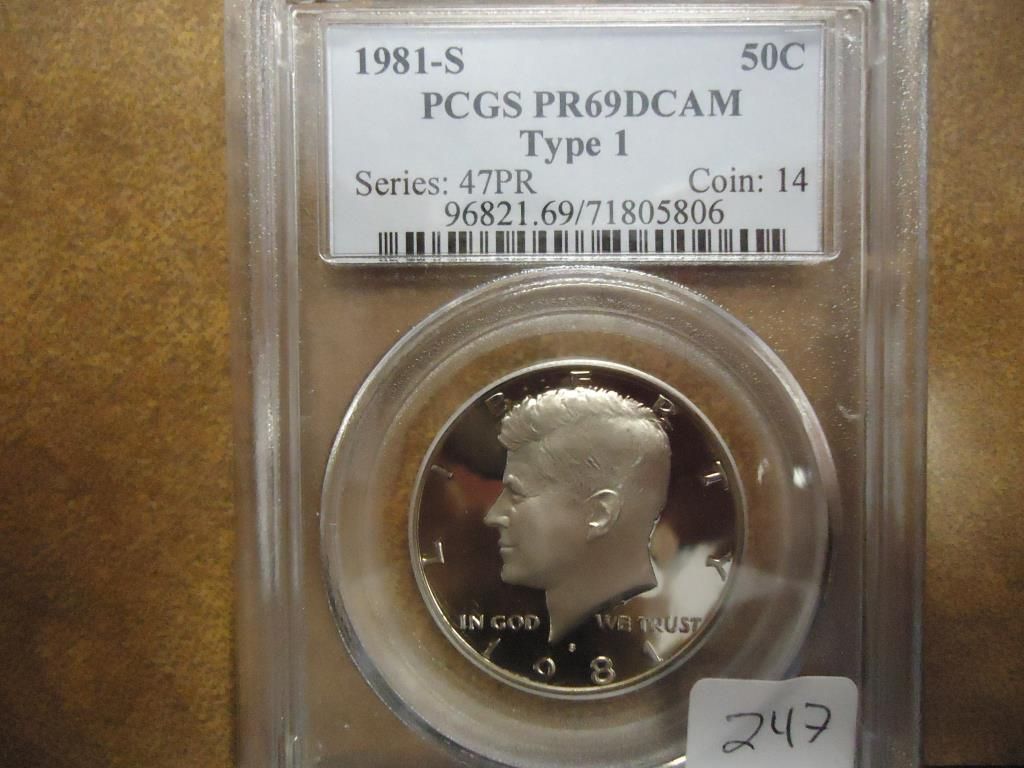 1981-S 50C
PCGS PR69DCAM
Type 1
Series: 47PR Coin: 14
96821.69/71805806
LIBERTY
IN GOD WE TRUST
S
1981
247